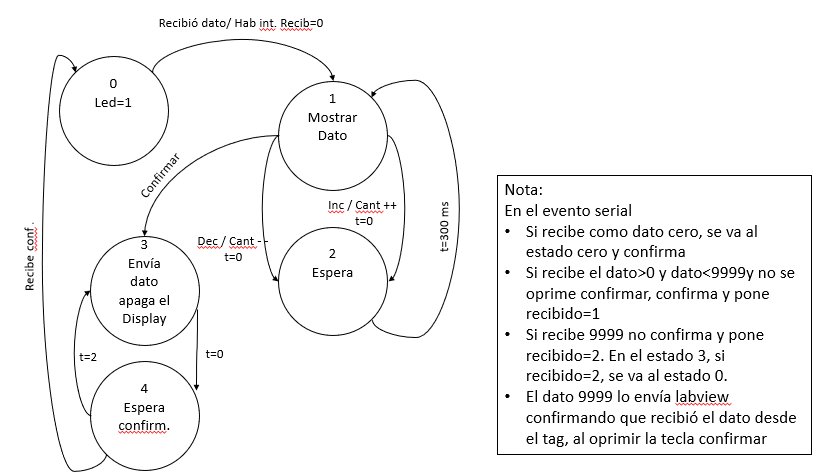 Recibió dato/ Hab int. Recib=0
0
Led=1
1
Mostrar
Dato
Confirmar
Inc / Cant ++
t=0
t=300 ms
Dec / Cant --
t=0
2
Espera
3
Envía
dato
apaga el
Display
Recibe conf .
t=2
t=0
4
Espera
confirm.
Nota:
En el evento serial
• Si recibe como dato cero, se va al
estado cero y confirma
• Si recibe el dato>0 y dato<9999y no se
oprime confirmar, confirma y pone
recibido=1
• Si recibe 9999 no confirma y pone
recibido=2. En el estado 3, si
recibido=2, se va al estado 0.
• El dato 9999 lo envía labview
confirmando que recibió el dato desde
el tag, al oprimir la tecla confirmar